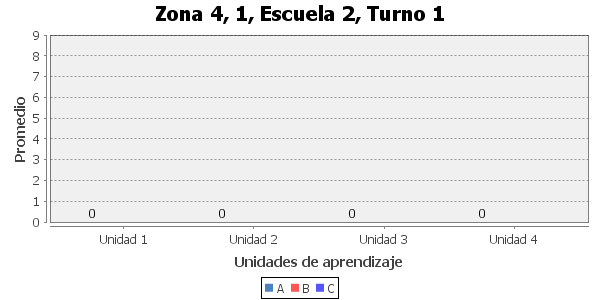 Zona 4, 1, Escuela 2, Turno 1
Promedio
9
8
7
6
5
4
3
2
1
0
0 0 0 0
Unidad 1 Unidad 2 Unidad 3 Unidad 4
Unidades de aprendizaje
A B C